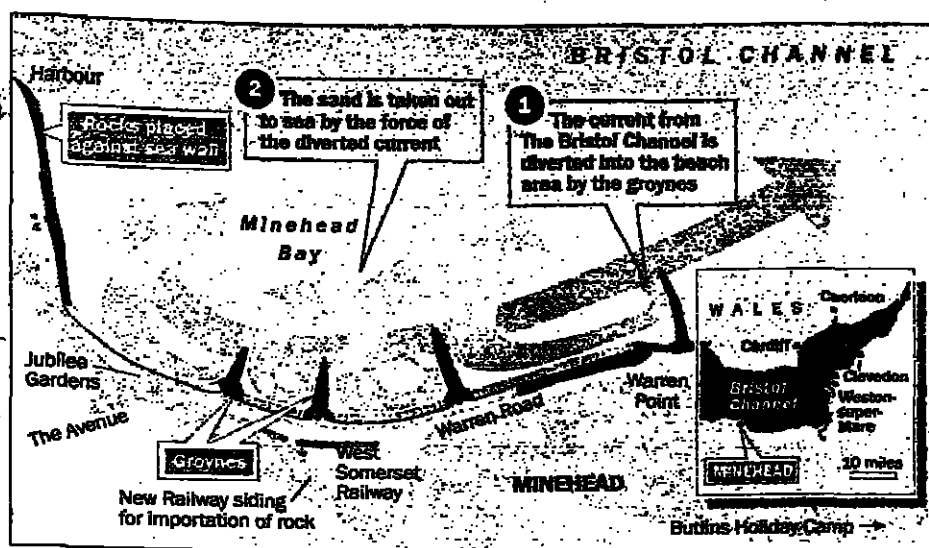 BRISTOL CHANNEL
Harbour
Rocks placed
against sea wall
2
The sand is taken out
to sea by the force of
the diverted current
1
The current from
The Bristol Channel is
diverted into the beach
area by the groynes
Minehead
Bay
Jubilee
Gardens
The Avenue
Groynes
New Railway siding
for importation of rock
West
Somerset
Railway
Warren Road
Warren
Point
MINEHEAD
WALES
Caerleon
Cardiff
Clevedon
Bristol
Channel
Weston-
super-
Mare
MINEHEAD
10 miles
Butlins Holiday Camp